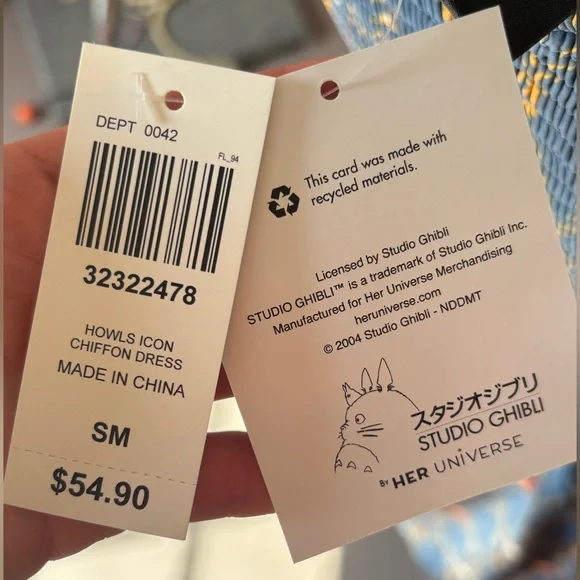 DEPT 0042
FL_94
32322478
HOWLS ICON
CHIFFON DRESS
MADE IN CHINA
SM
$54.90
This card was made with
recycled materials.
Licensed by Studio Ghibli
STUDIO GHIBLI™ is a trademark of Studio Ghibli Inc.
Manufactured for Her Universe Merchandising
heruniverse.com
© 2004 Studio Ghibli - NDDMT
スタジオジブリ
STUDIO GHIBLI
By HER UNIVERSE